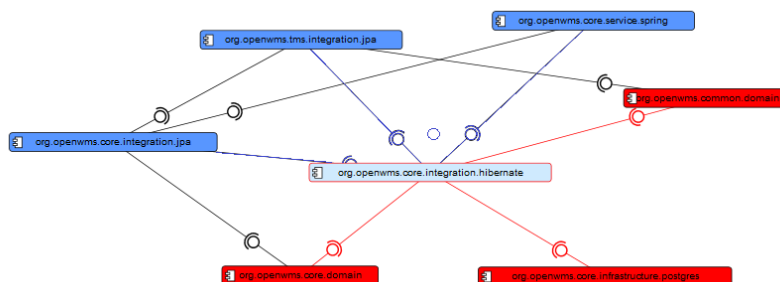 org.openwms.core.service.spring
org.openwms.tms.integration.jpa
org.openwms.common.domain
org.openwms.core.integration.jpa
org.openwms.core.integration.hibernate
org.openwms.core.domain
org.openwms.core.infrastructure.postgres